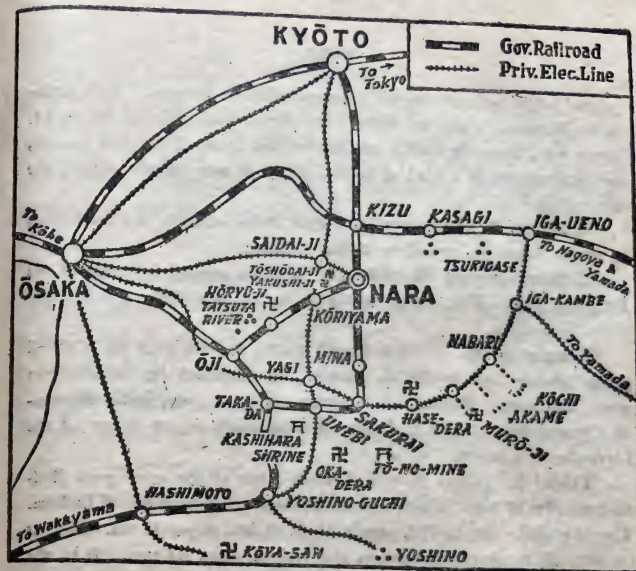 KYŌTO
To Tokyo
Gov. Railroad
Priv. Elec. Line
To Kōbe
ŌSAKA
KIZU
KASAGI
IGA-UENO
To Nagoya & Yamada
TSUKIGASE
SAIDAI-JI
TŌSHŌDAI-JI
YAKUSHI-JI
NARA
HŌRYŪ-JI
TATSUTA
RIVER
KŌRIYAMA
IGA-KAMBE
To Yamada
ŌJI
YAGI
MIWA
NABARU
KŌCHI
AKAME
TAKA-
DA
UNEBI
SAKURAI
HASE-
DERA
MURŌ-JI
KASHIHARA
SHRINE
OKA-
DERA
TŌ-NO-MINE
HASHIMOTO
YOSHINO-GUCHI
To Wakayama
KŌYA-SAN
YOSHINO